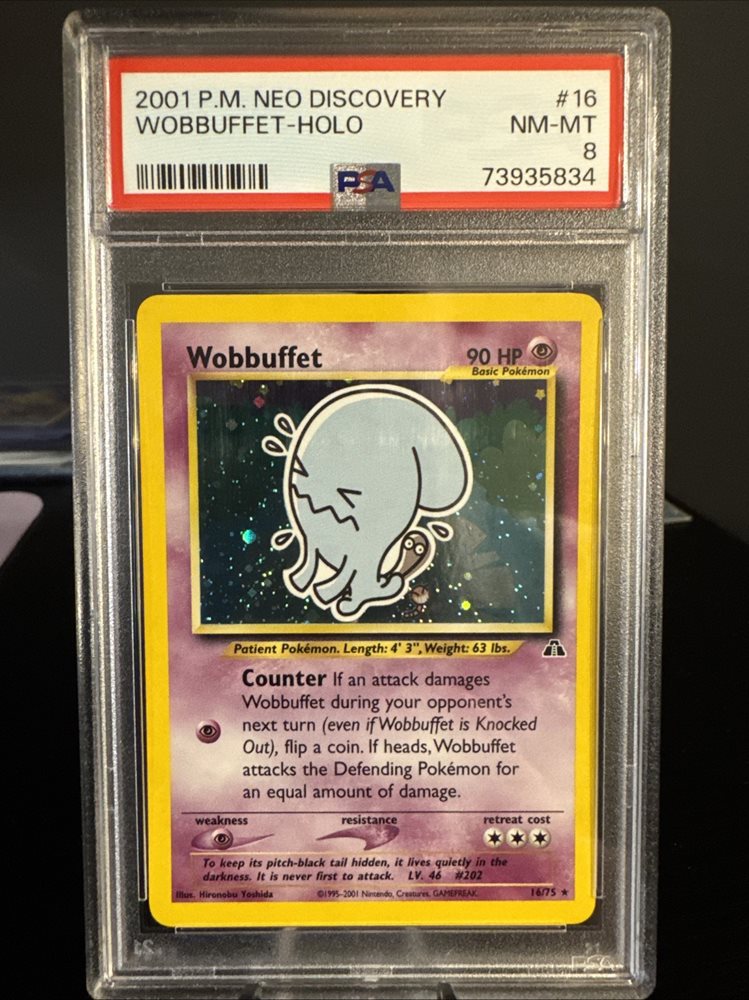 2001 P.M. NEO DISCOVERY #16
WOBBUFFET-HOLO NM-MT
8
PSA 73935834
Wobbuffet 90 HP
Basic Pokémon
Patient Pokémon. Length: 4' 3", Weight: 63 lbs.
Counter If an attack damages
Wobbuffet during your opponent's
next turn (even if Wobbuffet is Knocked
Out), flip a coin. If heads, Wobbuffet
attacks the Defending Pokémon for
an equal amount of damage.
weakness resistance retreat cost
To keep its pitch-black tail hidden, it lives quietly in the
darkness. It is never first to attack. LV. 46 #202
Illus. Hironobu Yoshida ©1995-2001 Nintendo, Creatures, GAMEFREAK. 16/75 ★